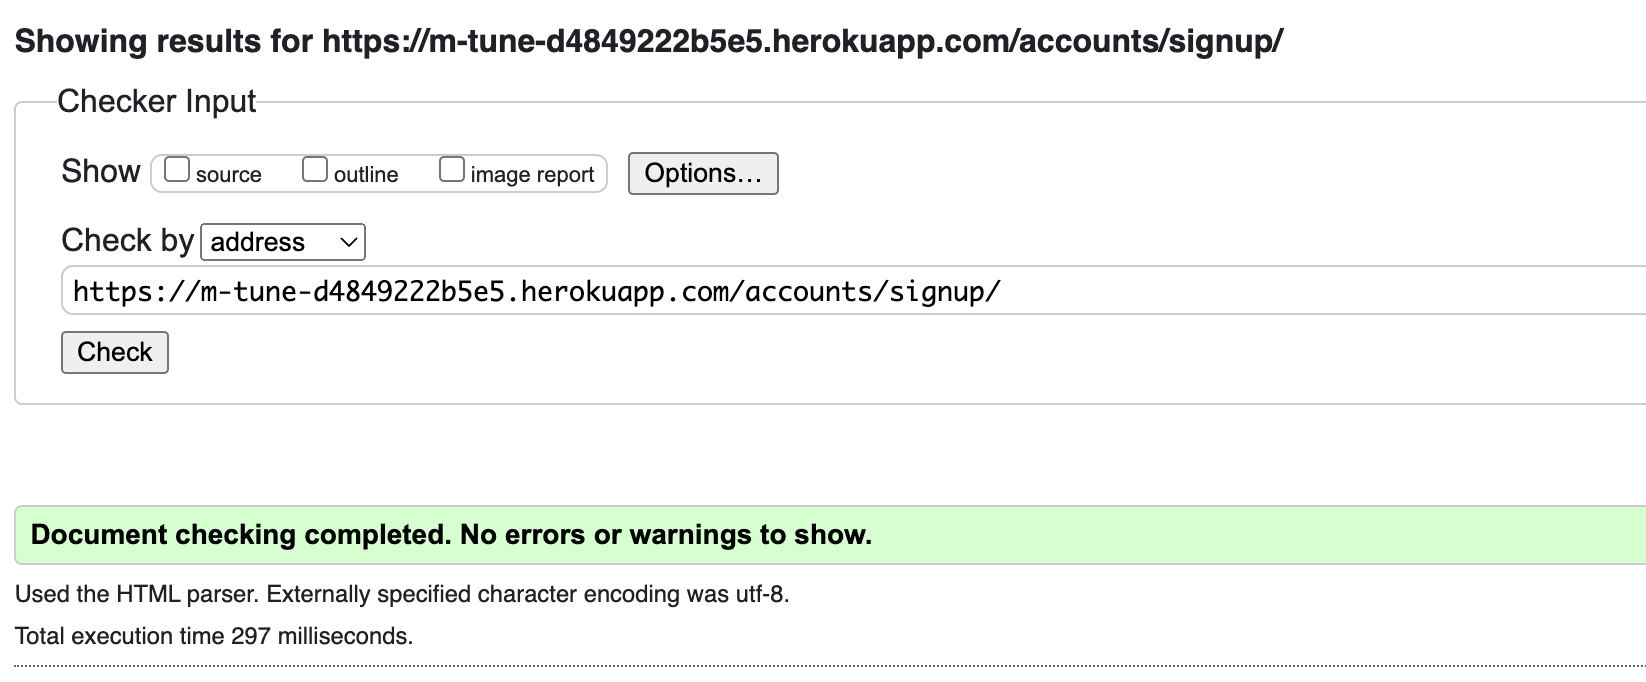 Showing results for https://m-tune-d4849222b5e5.herokuapp.com/accounts/signup/
Checker Input
Show source outline image report Options...
Check by address
https://m-tune-d4849222b5e5.herokuapp.com/accounts/signup/
Check
Document checking completed. No errors or warnings to show.
Used the HTML parser. Externally specified character encoding was utf-8.
Total execution time 297 milliseconds.